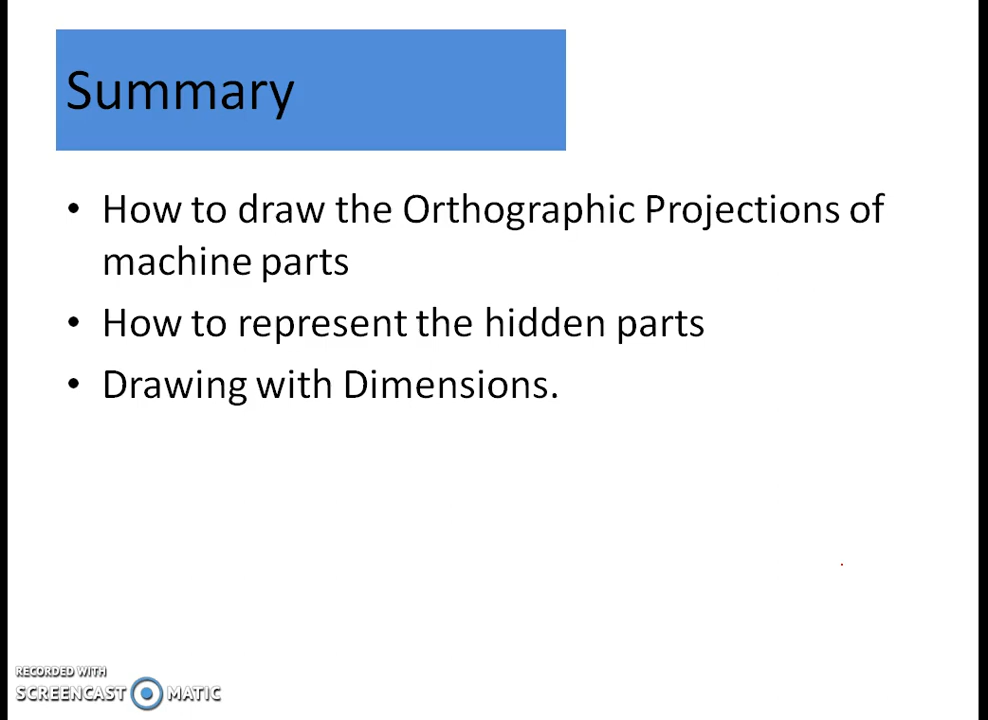 Summary
• How to draw the Orthographic Projections of
machine parts
• How to represent the hidden parts
• Drawing with Dimensions.
RECORDED WITH
SCREENCAST MATIC